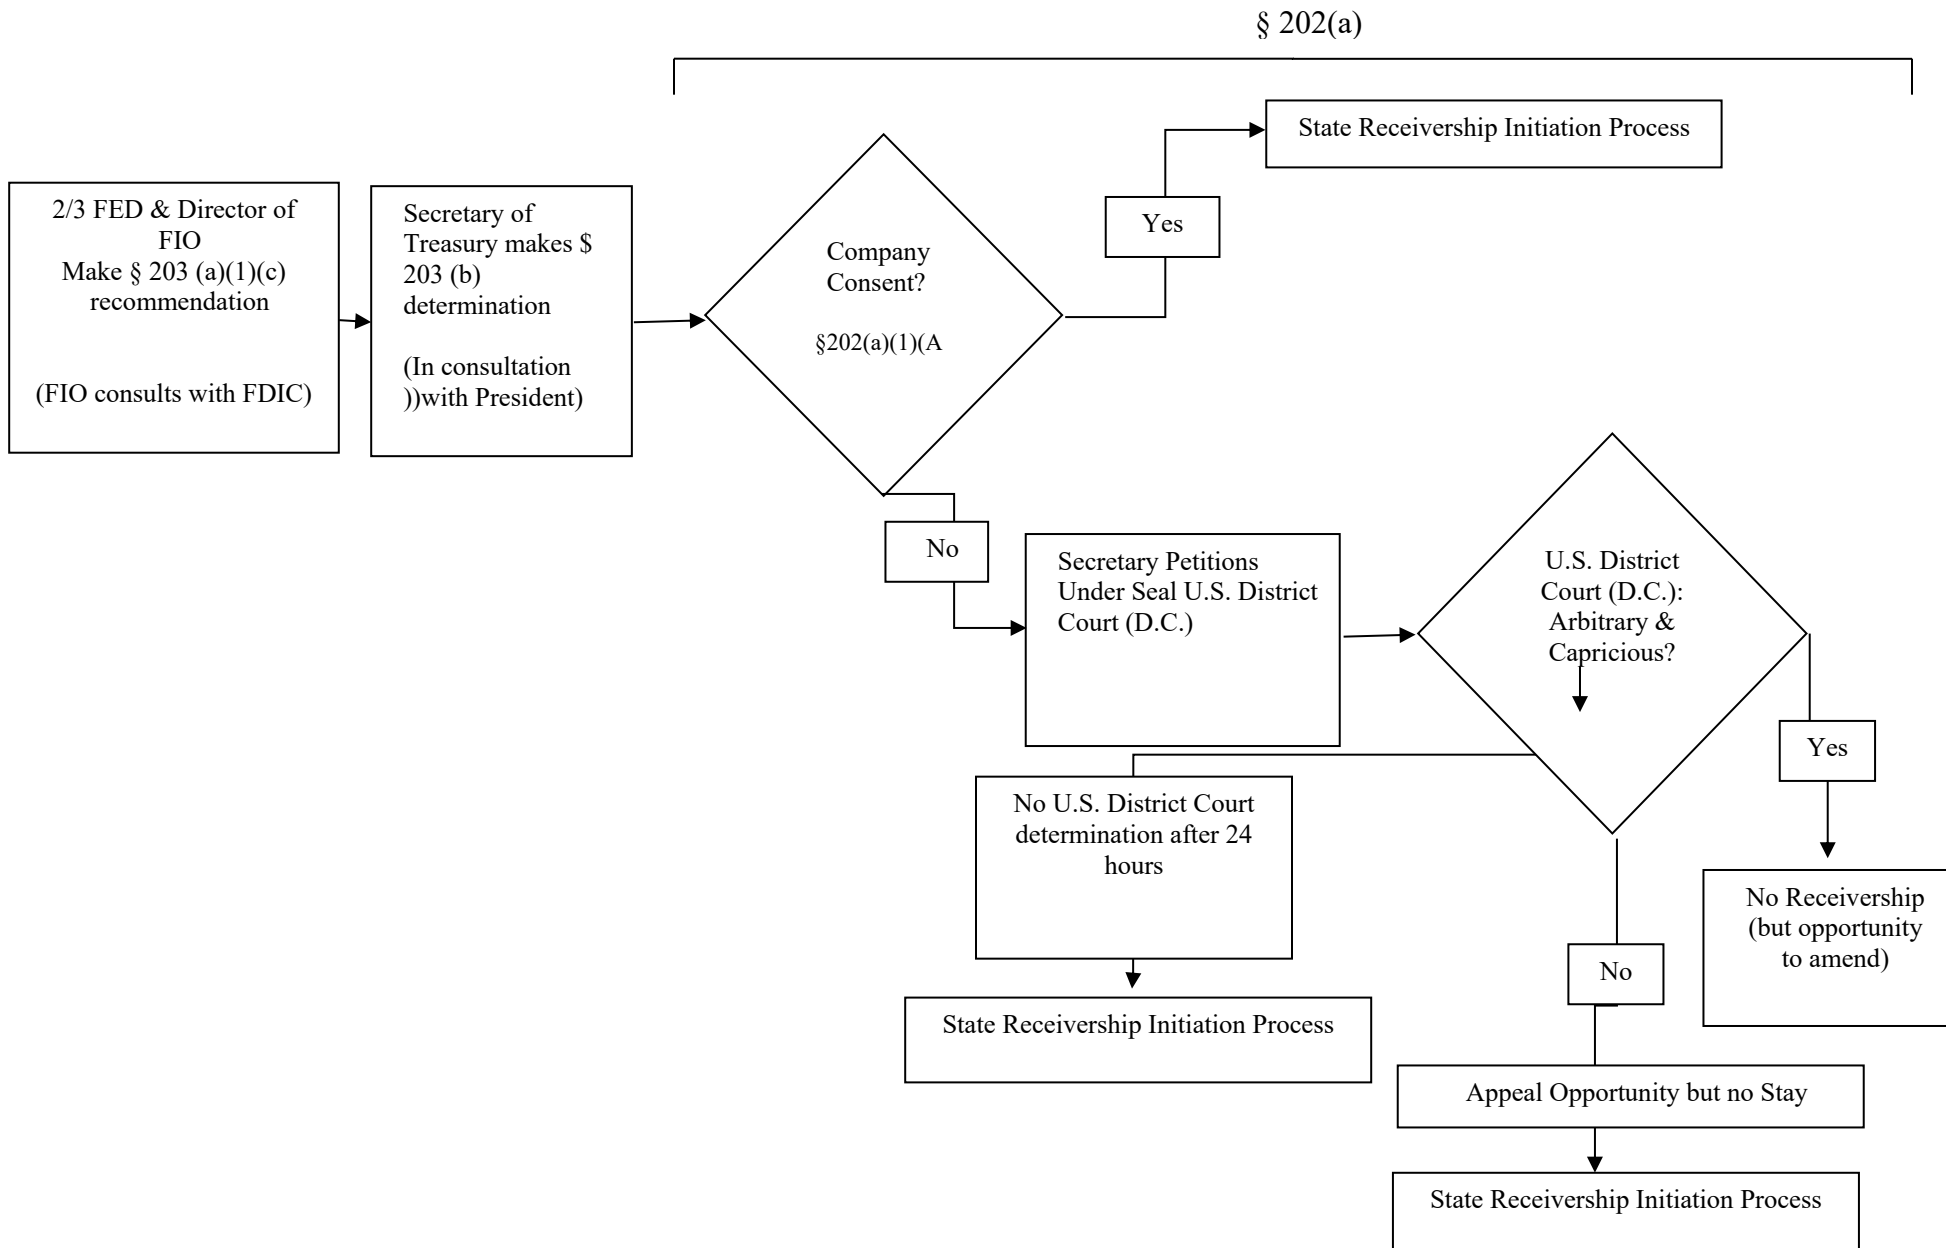 § 202(a)
State Receivership Initiation Process
2/3 FED & Director of
FIO
Make § 203 (a)(1)(c)
recommendation
(FIO consults with FDIC)
Secretary of
Treasury makes $
203 (b)
determination
(In consultation
))with President)
Company
Consent?
§202(a)(1)(A
Yes
No
Secretary Petitions
Under Seal U.S. District
Court (D.C.)
U.S. District
Court (D.C.):
Arbitrary &
Capricious?
Yes
No U.S. District Court
determination after 24
hours
No Receivership
(but opportunity
to amend)
No
State Receivership Initiation Process
Appeal Opportunity but no Stay
State Receivership Initiation Process